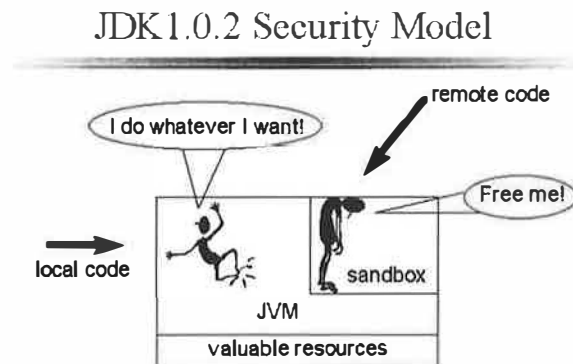 JDK1.0.2 Security Model
remote code
I do whatever I want!
Free me!
local code
sandbox
JVM
valuable resources